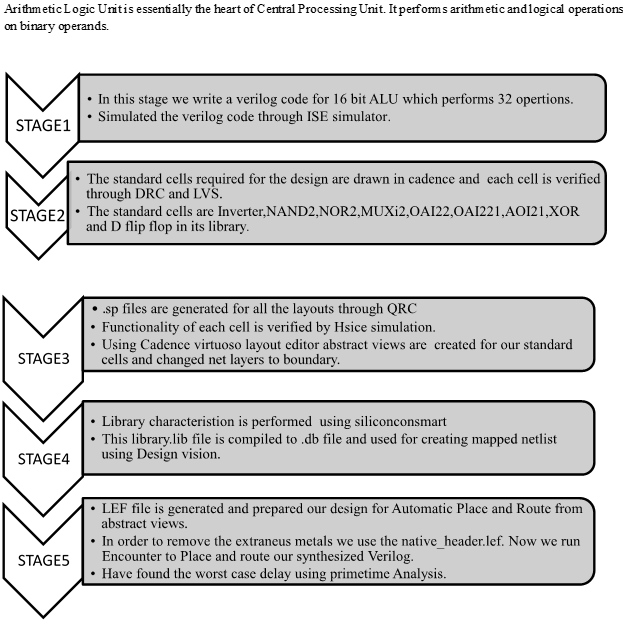 Arithmetic Logic Unit is essentially the heart of Central Processing Unit. It performs arithmetic and logical operations
on binary operands.
STAGE1
• In this stage we write a verilog code for 16 bit ALU which performs 32 opertions.
• Simulated the verilog code through ISE simulator.
STAGE2
• The standard cells required for the design are drawn in cadence and each cell is verified
through DRC and LVS.
• The standard cells are Inverter,NAND2,NOR2,MUXi2,OAI22,OAI221,AOI21,XOR
and D flip flop in its library.
STAGE3
• .sp files are generated for all the layouts through QRC
• Functionality of each cell is verified by Hsice simulation.
• Using Cadence virtuoso layout editor abstract views are created for our standard
cells and changed net layers to boundary.
STAGE4
• Library characteristion is performed using siliconconsmart
• This library.lib file is compiled to .db file and used for creating mapped netlist
using Design vision.
STAGE5
• LEF file is generated and prepared our design for Automatic Place and Route from
abstract views.
• In order to remove the extraneus metals we use the native_header.lef. Now we run
Encounter to Place and route our synthesized Verilog.
• Have found the worst case delay using primetime Analysis.